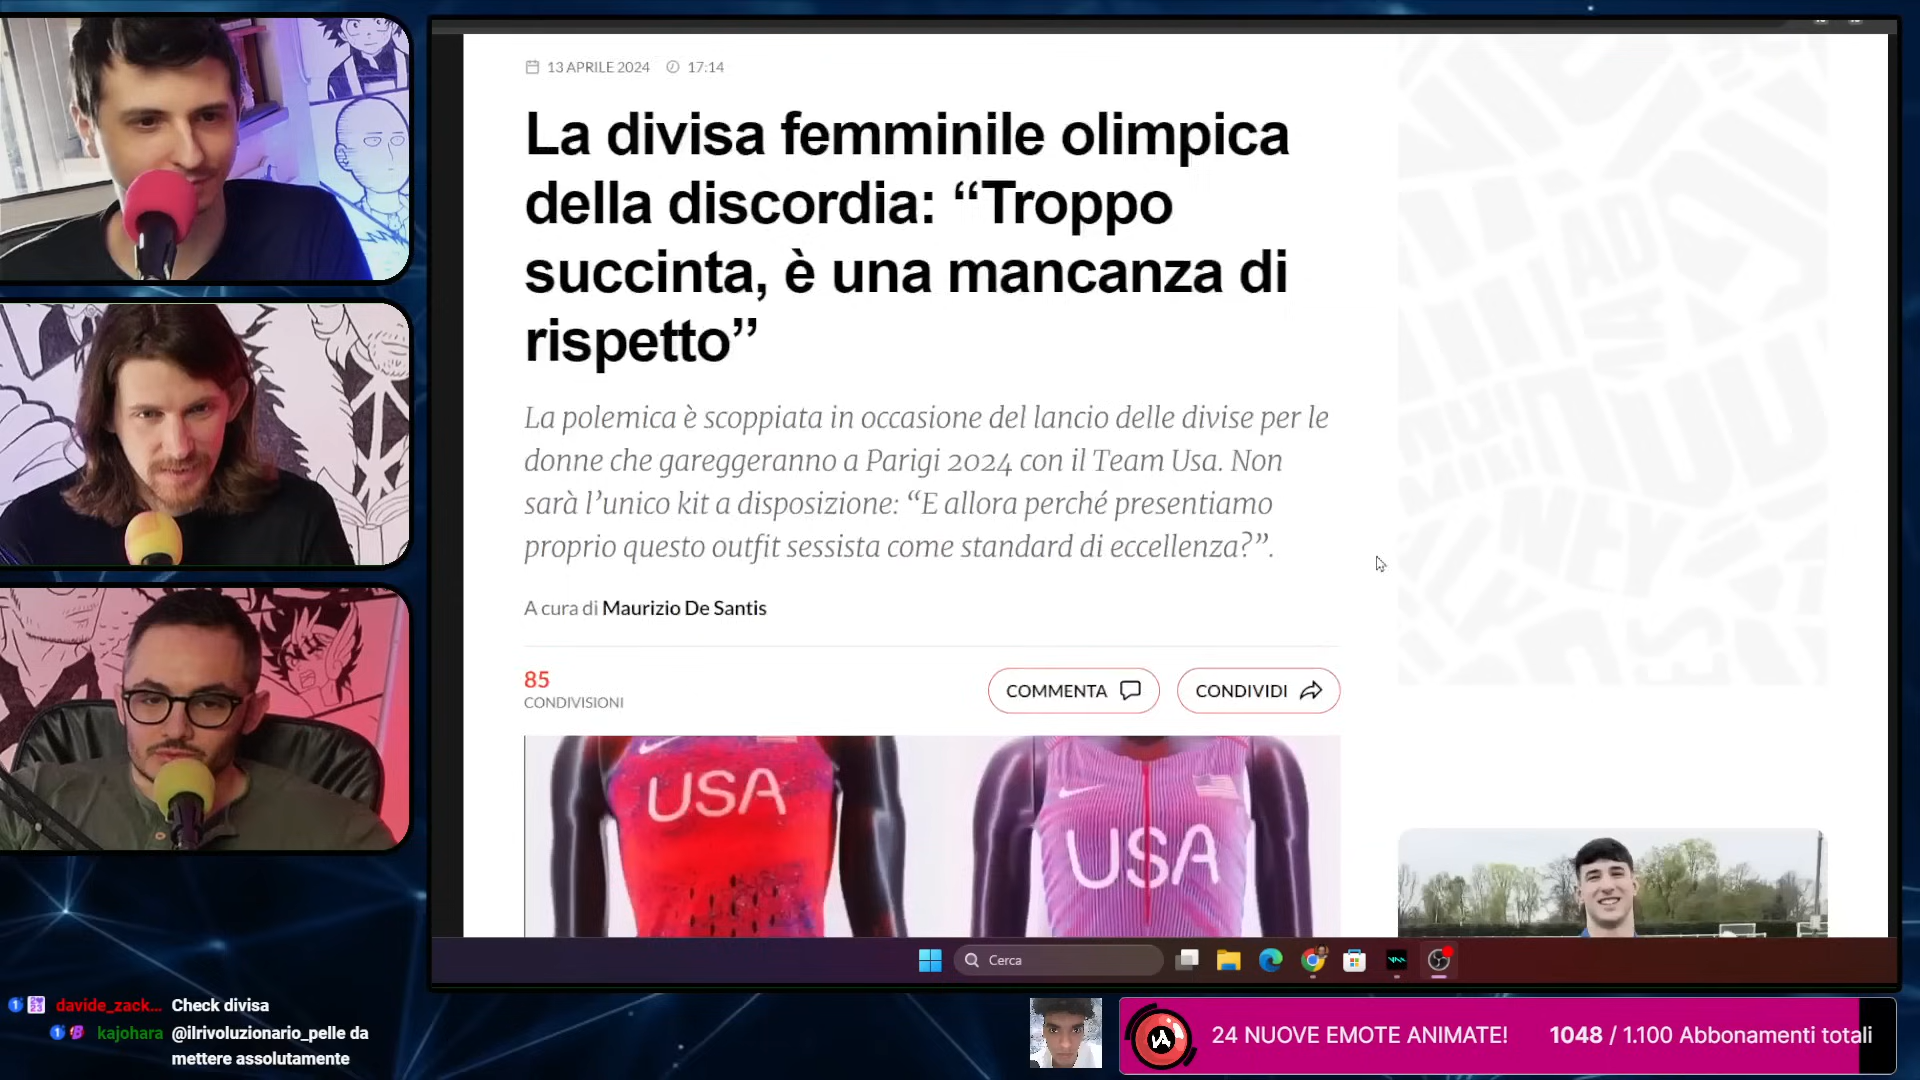 13 APRILE 2024 17:14
La divisa femminile olimpica
della discordia: “Troppo
succinta, è una mancanza di
rispetto”
La polemica è scoppiata in occasione del lancio delle divise per le
donne che gareggeranno a Parigi 2024 con il Team Usa. Non
sarà l’unico kit a disposizione: “E allora perché presentiamo
proprio questo outfit sessista come standard di eccellenza?”.
A cura di Maurizio De Santis
85
CONDIVISIONI
COMMENTA
CONDIVIDI
USA
USA
Cerca
davide_zack... Check divisa
kajohara @ilrivoluzionario_pelle da
mettere assolutamente
24 NUOVE EMOTE ANIMATE! 1048 / 1.100 Abbonamenti totali